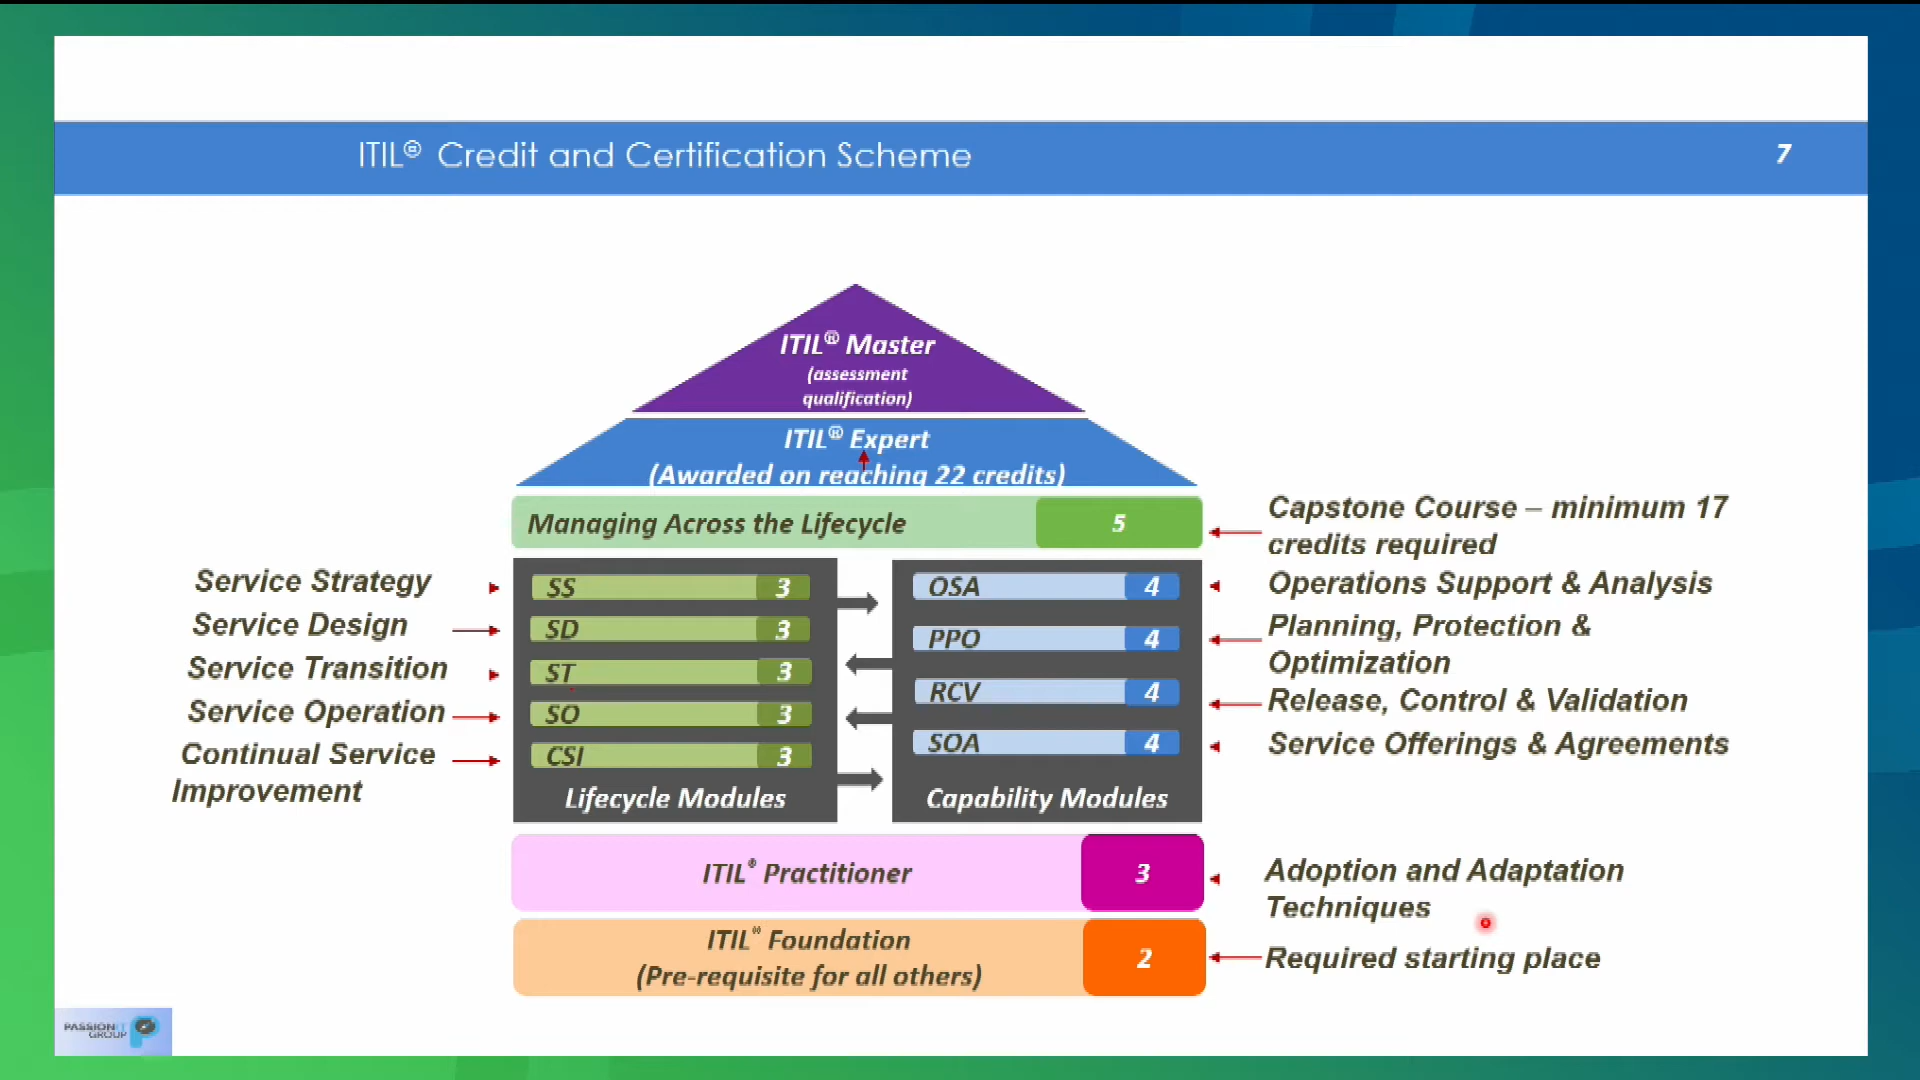 ITIL® Credit and Certification Scheme
7
ITIL® Master
(assessment
qualification)
ITIL® Expert
(Awarded on reaching 22 credits)
Managing Across the Lifecycle 5
Capstone Course – minimum 17
credits required
Service Strategy
Service Design
Service Transition
Service Operation
Continual Service
Improvement
SS 3
SD 3
ST 3
SO 3
CSI 3
Lifecycle Modules
OSA 4
PPO 4
RCV 4
SOA 4
Capability Modules
Operations Support & Analysis
Planning, Protection &
Optimization
Release, Control & Validation
Service Offerings & Agreements
ITIL® Practitioner 3
Adoption and Adaptation
Techniques
ITIL® Foundation
(Pre-requisite for all others)
2
Required starting place
PASSIONIT
GROUP